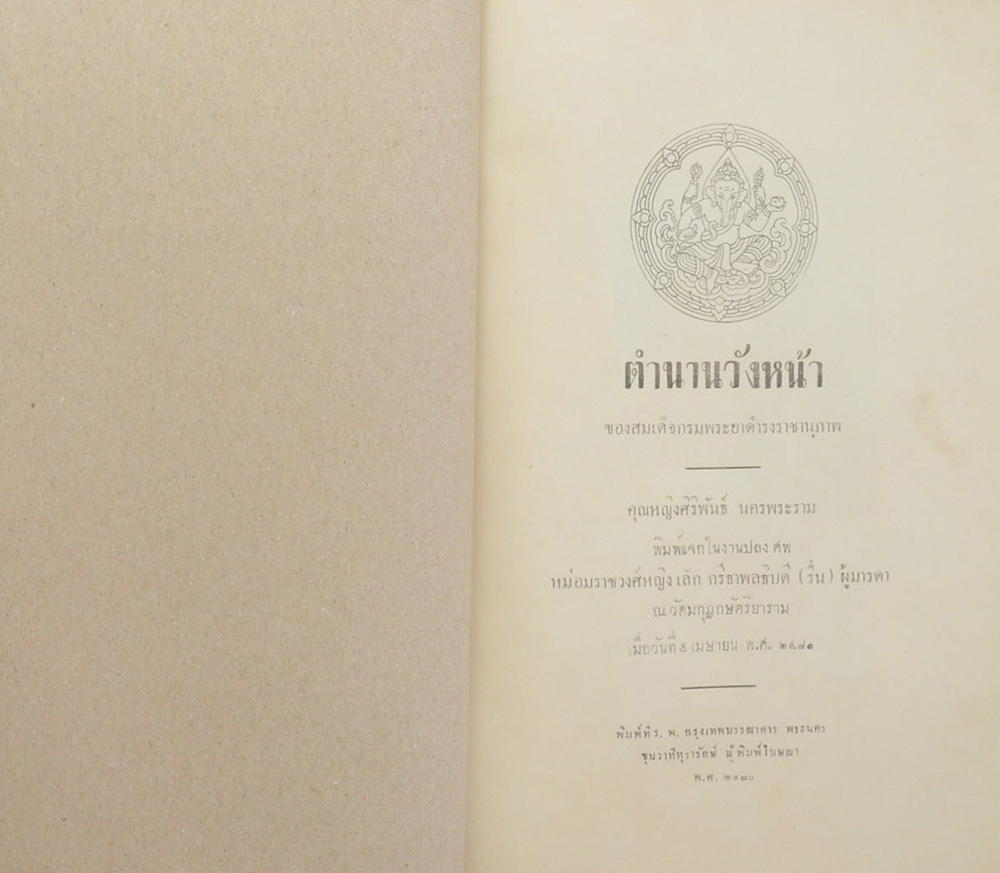 ตำนานวังหน้า
ของสมเด็จกรมพระยาดำรงราชานุภาพ
คุณหญิงศิริพันธ์ นครพระราม
พิมพ์แจกในงานปลงศพ
หม่อมราชวงศ์หญิง เล็ก กรีธาพลธิบดี (รื่น) ผู้มารดา
ณ วัดมกุฎกษัตริยาราม
เมื่อวันที่ ๕ เมษายน พ.ศ. ๒๔๘๑
พิมพ์ที่ ร. พ. กรุงเทพบรรณาคาร พระนคร
ขุนวาทีทุรารักษ์ ผู้พิมพ์โฆษณา
พ.ศ. ๒๔๘๐